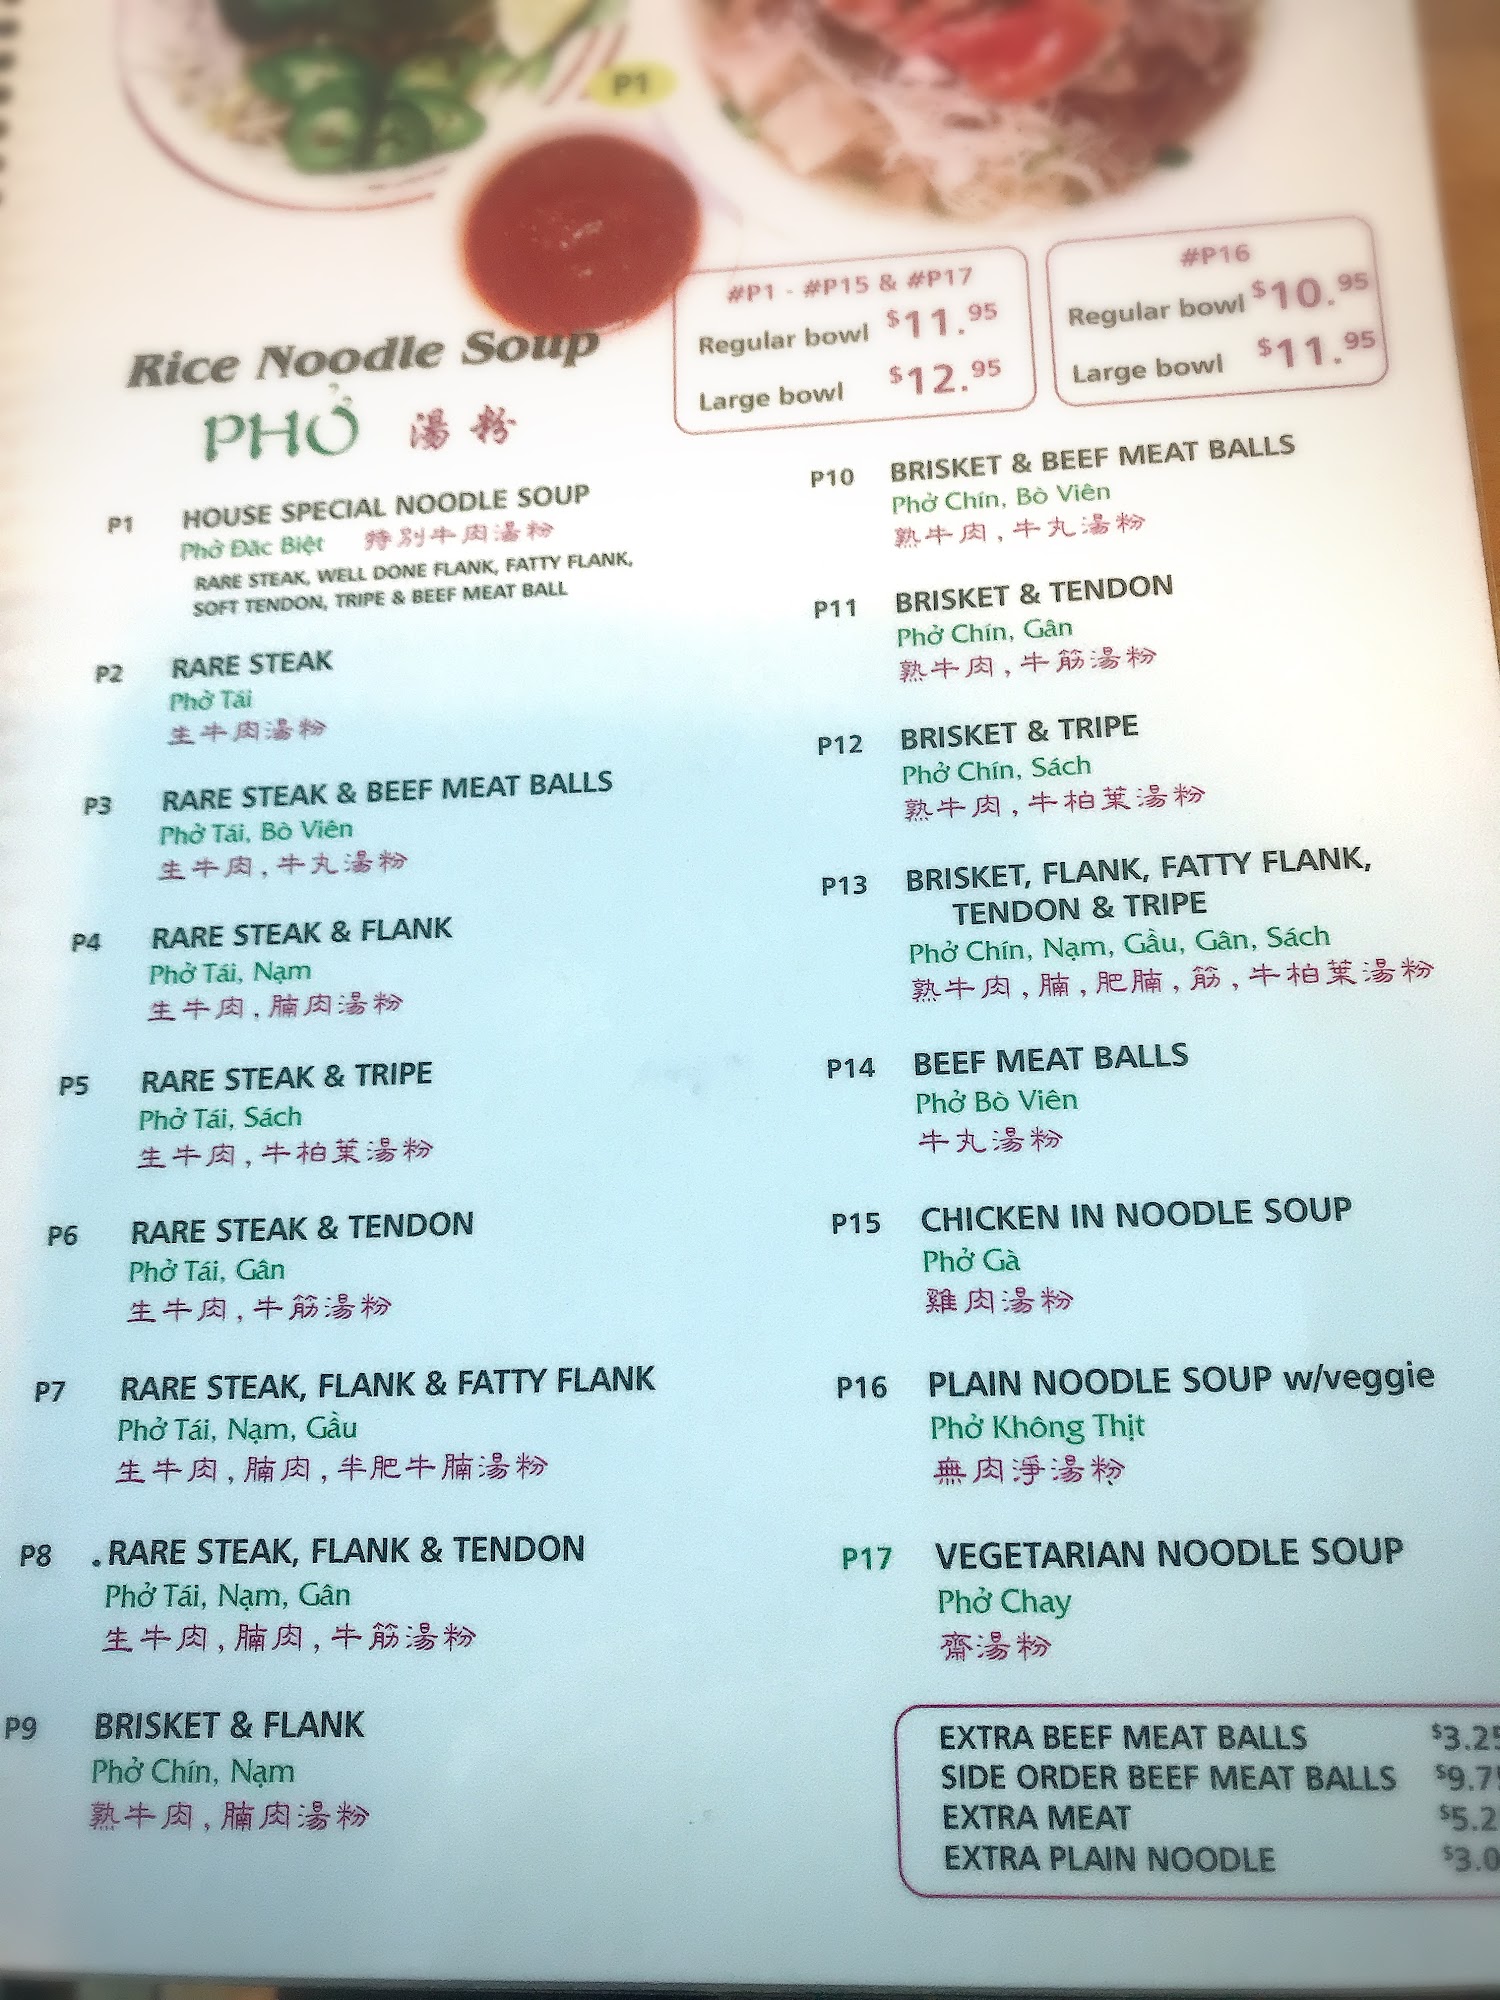 P1
#P1 - #P15 & #P17
Regular bowl $11.95
Large bowl $12.95
#P16
Regular bowl $10.95
Large bowl $11.95
Rice Noodle Soup
PHỞ 湯粉
P1 HOUSE SPECIAL NOODLE SOUP
Phở Đặc Biệt 特別牛肉湯粉
RARE STEAK, WELL DONE FLANK, FATTY FLANK,
SOFT TENDON, TRIPE & BEEF MEAT BALL
P2 RARE STEAK
Phở Tái
生牛肉湯粉
P3 RARE STEAK & BEEF MEAT BALLS
Phở Tái, Bò Viên
生牛肉,牛丸湯粉
P4 RARE STEAK & FLANK
Phở Tái, Nạm
生牛肉,腩肉湯粉
P5 RARE STEAK & TRIPE
Phở Tái, Sách
生牛肉,牛柏葉湯粉
P6 RARE STEAK & TENDON
Phở Tái, Gân
生牛肉,牛筋湯粉
P7 RARE STEAK, FLANK & FATTY FLANK
Phở Tái, Nạm, Gầu
生牛肉,腩肉,半肥牛腩湯粉
P8 .RARE STEAK, FLANK & TENDON
Phở Tái, Nạm, Gân
生牛肉,腩肉,牛筋湯粉
P9 BRISKET & FLANK
Phở Chín, Nạm
熟牛肉,腩肉湯粉
P10 BRISKET & BEEF MEAT BALLS
Phở Chín, Bò Viên
熟牛肉,牛丸湯粉
P11 BRISKET & TENDON
Phở Chín, Gân
熟牛肉,牛筋湯粉
P12 BRISKET & TRIPE
Phở Chín, Sách
熟牛肉,牛柏葉湯粉
P13 BRISKET, FLANK, FATTY FLANK,
TENDON & TRIPE
Phở Chín, Nạm, Gầu, Gân, Sách
熟牛肉,腩,肥腩,筋,牛柏葉湯粉
P14 BEEF MEAT BALLS
Phở Bò Viên
牛丸湯粉
P15 CHICKEN IN NOODLE SOUP
Phở Gà
雞肉湯粉
P16 PLAIN NOODLE SOUP w/veggie
Phở Không Thịt
無肉淨湯粉
P17 VEGETARIAN NOODLE SOUP
Phở Chay
齋湯粉
EXTRA BEEF MEAT BALLS $3.25
SIDE ORDER BEEF MEAT BALLS $9.7
EXTRA MEAT $5.2
EXTRA PLAIN NOODLE $3.0